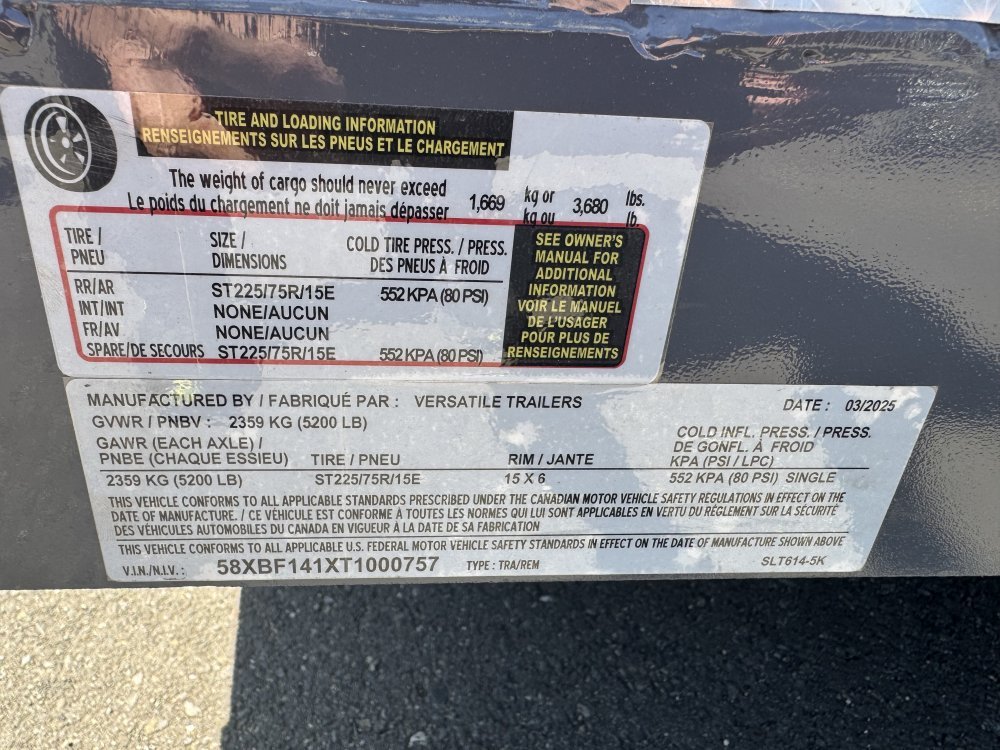 TIRE AND LOADING INFORMATION
RENSEIGNEMENTS SUR LES PNEUS ET LE CHARGEMENT
The weight of cargo should never exceed
Le poids du chargement ne doit jamais dépasser
1,669 kg or kg ou 3,680 lbs. lb.
TIRE / PNEU
SIZE / DIMENSIONS
COLD TIRE PRESS. / PRESS. DES PNEUS À FROID
RR/AR ST225/75R/15E 552 KPA (80 PSI)
INT/INT NONE/AUCUN
FR/AV NONE/AUCUN
SPARE/DE SECOURS ST225/75R/15E 552 KPA (80 PSI)
SEE OWNER'S
MANUAL FOR
ADDITIONAL
INFORMATION
VOIR LE MANUEL
DE L'USAGER
POUR PLUS DE
RENSEIGNEMENTS
MANUFACTURED BY / FABRIQUÉ PAR : VERSATILE TRAILERS DATE : 03/2025
GVWR / PNBV : 2359 KG (5200 LB)
GAWR (EACH AXLE) /
PNBE (CHAQUE ESSIEU) TIRE / PNEU RIM / JANTE
COLD INFL. PRESS. / PRESS.
DE GONFL. À FROID
KPA (PSI / LPC)
2359 KG (5200 LB) ST225/75R/15E 15 X 6 552 KPA (80 PSI) SINGLE
THIS VEHICLE CONFORMS TO ALL APPLICABLE STANDARDS PRESCRIBED UNDER THE CANADIAN MOTOR VEHICLE SAFETY REGULATIONS IN EFFECT ON THE
DATE OF MANUFACTURE. / CE VÉHICULE EST CONFORME À TOUTES LES NORMES QUI LUI SONT APPLICABLES EN VERTU DU RÈGLEMENT SUR LA SÉCURITÉ
DES VÉHICULES AUTOMOBILES DU CANADA EN VIGUEUR À LA DATE DE SA FABRICATION
THIS VEHICLE CONFORMS TO ALL APPLICABLE U.S. FEDERAL MOTOR VEHICLE SAFETY STANDARDS IN EFFECT ON THE DATE OF MANUFACTURE SHOWN ABOVE
V.I.N./N.I.V. : 58XBF141XT1000757 TYPE : TRA/REM SLT614-5K